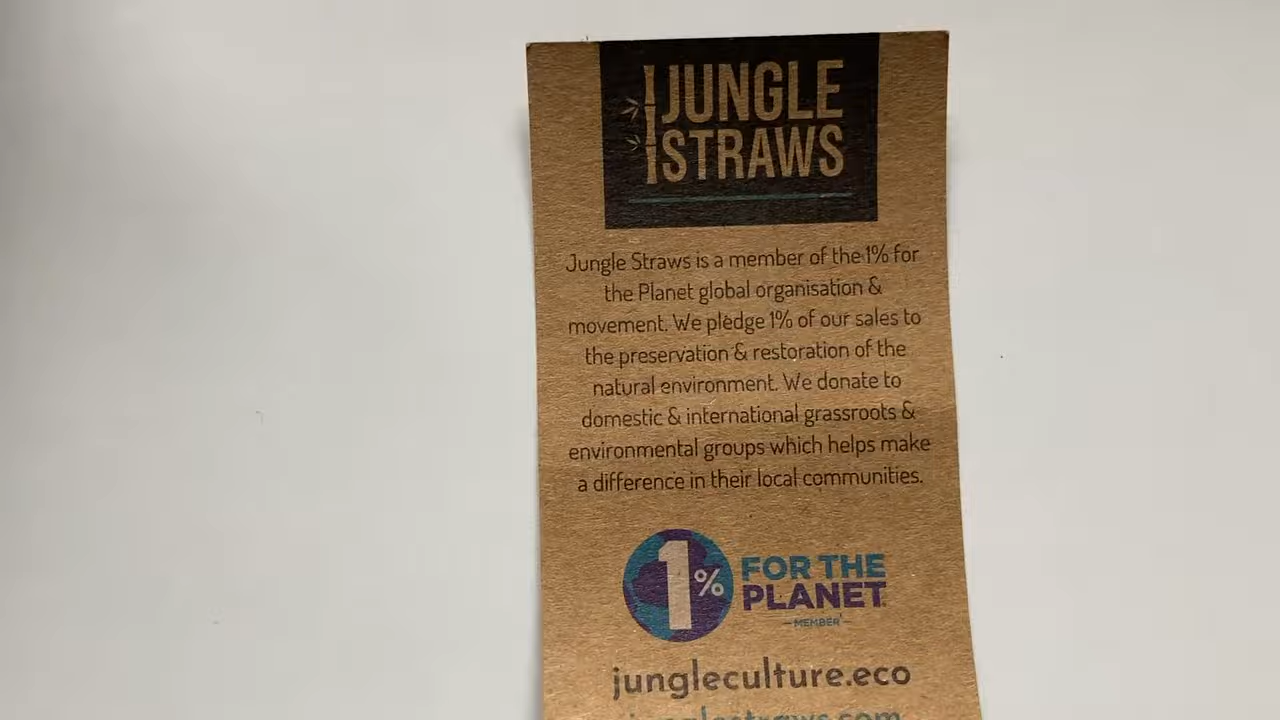 JUNGLE
STRAWS
Jungle Straws is a member of the 1% for
the Planet global organisation &
movement. We pledge 1% of our sales to
the preservation & restoration of the
natural environment. We donate to
domestic & international grassroots &
environmental groups which helps make
a difference in their local communities.
1%
FOR THE
PLANET
MEMBER
jungleculture.eco
junglestraws.com